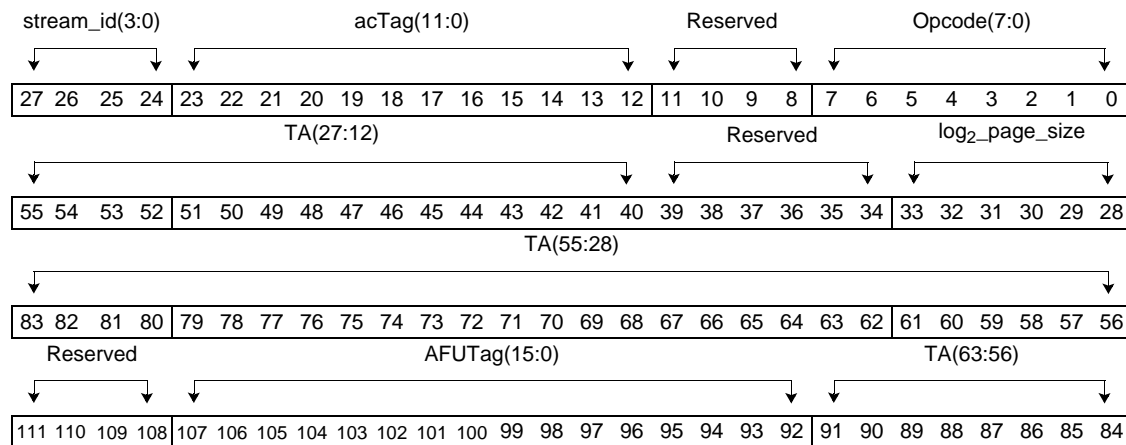 stream_id(3:0) acTag(11:0) Reserved Opcode(7:0)
27 26 25 24 23 22 21 20 19 18 17 16 15 14 13 12 11 10 9 8 7 6 5 4 3 2 1 0
TA(27:12) Reserved log₂_page_size
55 54 53 52 51 50 49 48 47 46 45 44 43 42 41 40 39 38 37 36 35 34 33 32 31 30 29 28
TA(55:28)
83 82 81 80 79 78 77 76 75 74 73 72 71 70 69 68 67 66 65 64 63 62 61 60 59 58 57 56
Reserved AFUTag(15:0) TA(63:56)
111 110 109 108 107 106 105 104 103 102 101 100 99 98 97 96 95 94 93 92 91 90 89 88 87 86 85 84